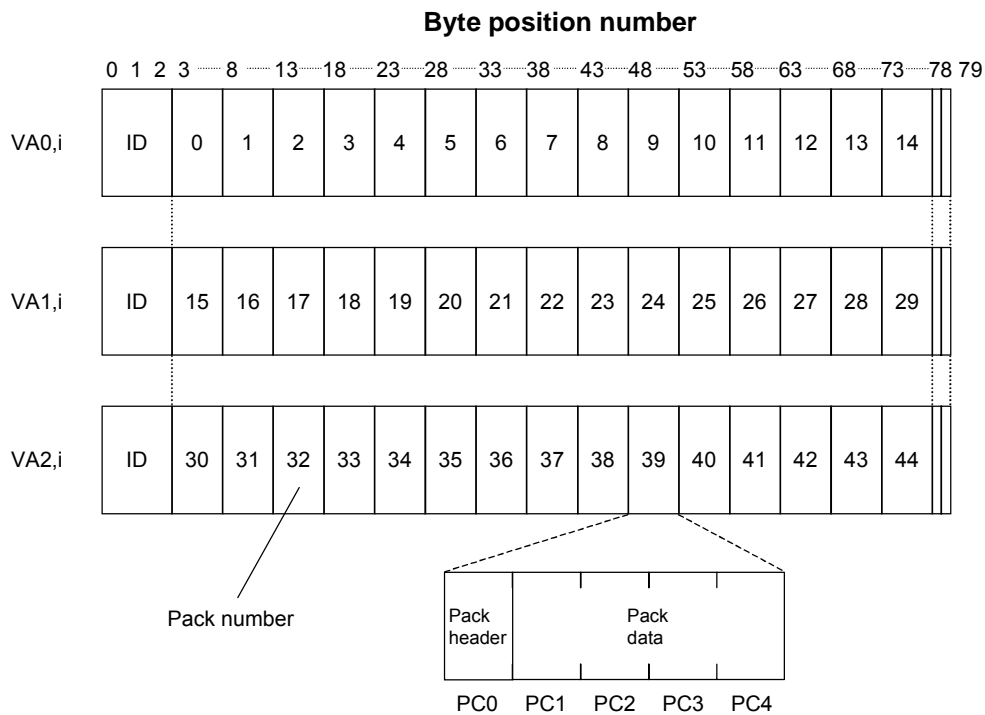 Byte position number
0 1 2 3 8 13 18 23 28 33 38 43 48 53 58 63 68 73 78 79
VA0,i ID 0 1 2 3 4 5 6 7 8 9 10 11 12 13 14
VA1,i ID 15 16 17 18 19 20 21 22 23 24 25 26 27 28 29
VA2,i ID 30 31 32 33 34 35 36 37 38 39 40 41 42 43 44
Pack number
Pack header
Pack data
PC0 PC1 PC2 PC3 PC4